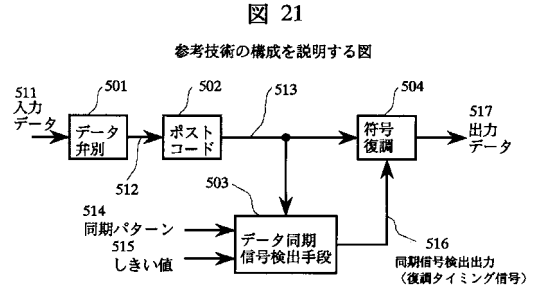 図 21
参考技術の構成を説明する図
511
入力
データ
501
データ
弁別
512
502
ポスト
コード
513
504
符号
復調
517
出力
データ
514
同期パターン
515
しきい値
503
データ同期
信号検出手段
516
同期信号検出出力
（復調タイミング信号）